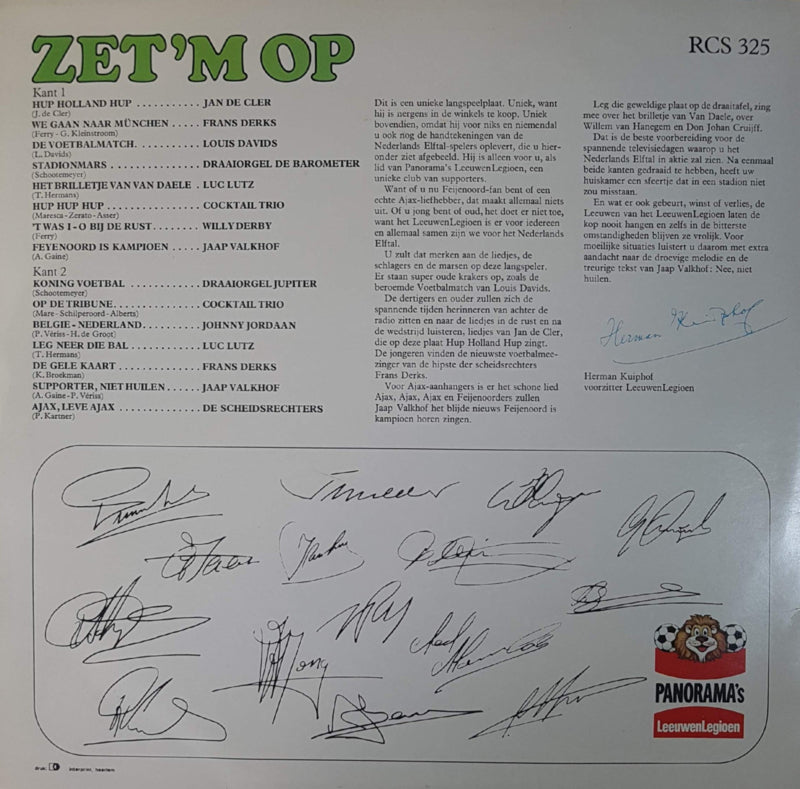 ZET'M OP
RCS 325
Kant 1
HUP HOLLAND HUP ........... JAN DE CLER
(J. de Cler)
WE GAAN NAAR MÜNCHEN ..... FRANS DERKS
(Ferry - G. Kleinstroom)
DE VOETBALMATCH. .......... LOUIS DAVIDS
(L. Davids)
STADIONMARS .............. DRAAIORGEL DE BAROMETER
(Schootemeyer)
HET BRILLETJE VAN VAN DAELE . LUC LUTZ
(T. Hermans)
HUP HUP HUP .............. COCKTAIL TRIO
(Maresca - Zerato - Asser)
'T WAS I - O BIJ DE RUST....... WILLY DERBY
(Ferry)
FEYENOORD IS KAMPIOEN ..... JAAP VALKHOF
(A. Gaine)
Kant 2
KONING VOETBAL ........... DRAAIORGEL JUPITER
(Schootemeyer)
OP DE TRIBUNE. ............. COCKTAIL TRIO
(Mare - Schilperoord - Alberts)
BELGIE - NEDERLAND. ........ JOHNNY JORDAAN
(P. Vériss - H. de Groot)
LEG NEER DIE BAL ........... LUC LUTZ
(T. Hermans)
DE GELE KAART ............. FRANS DERKS
(K. Broekman)
SUPPORTER, NIET HUILEN ..... JAAP VALKHOF
(A. Gaine - P. Vériss)
AJAX, LEVE AJAX ............ DE SCHEIDSRECHTERS
(P. Kartner)
Dit is een unieke langspeelplaat. Uniek, want
hij is nergens in de winkels te koop. Uniek
bovendien, omdat hij voor niks en niemendal
u ook nog de handtekeningen van de
Nederlands Elftal-spelers oplevert, die u hier-
onder ziet afgebeeld. Hij is alleen voor u, als
lid van Panorama's LeeuwenLegioen, een
unieke club van supporters.
Want of u nu Feijenoord-fan bent of een
echte Ajax-liefhebber, dat maakt allemaal niets
uit. Of u jong bent of oud, het doet er niet toe,
want het LeeuwenLegioen is er voor iedereen
en allemaal samen zijn we voor het Nederlands
Elftal.
U zult dat merken aan de liedjes, de
schlagers en de marsen op deze langspeler.
Er staan super oude krakers op, zoals de
beroemde Voetbalmatch van Louis Davids.
De dertigers en ouder zullen zich de
spannende tijden herinneren van achter de
radio zitten en naar de liedjes in de rust en na
de wedstrijd luisteren, liedjes van Jan de Cler,
die op deze plaat Hup Holland Hup zingt.
De jongeren vinden de nieuwste voetbalmee-
zinger van de hipste der scheidsrechters
Frans Derks.
Voor Ajax-aanhangers is er het schone lied
Ajax, Ajax, Ajax en Feijenoorders zullen
Jaap Valkhof het blijde nieuws Feijenoord is
kampioen horen zingen.
Leg die geweldige plaat op de draaitafel, zing
mee over het brilletje van Van Daele, over
Willem van Hanegem en Don Johan Cruijff.
Dat is de beste voorbereiding voor de
spannende televisiedagen waarop u het
Nederlands Elftal in aktie zal zien. Na eenmaal
beide kanten gedraaid te hebben, heeft uw
huiskamer een sfeertje dat in een stadion niet
zou misstaan.
En wat er ook gebeurt, winst of verlies, de
Leeuwen van het LeeuwenLegioen laten de
kop nooit hangen en zelfs in de bitterste
omstandigheden blijven ze vrolijk. Voor
moeilijke situaties luistert u daarom met extra
aandacht naar de droevige melodie en de
treurige tekst van Jaap Valkhof: Nee, niet
huilen.
Herman Kuiphof
Herman Kuiphof
voorzitter LeeuwenLegioen
PANORAMA's
LeeuwenLegioen
druk: interprint, haarlem